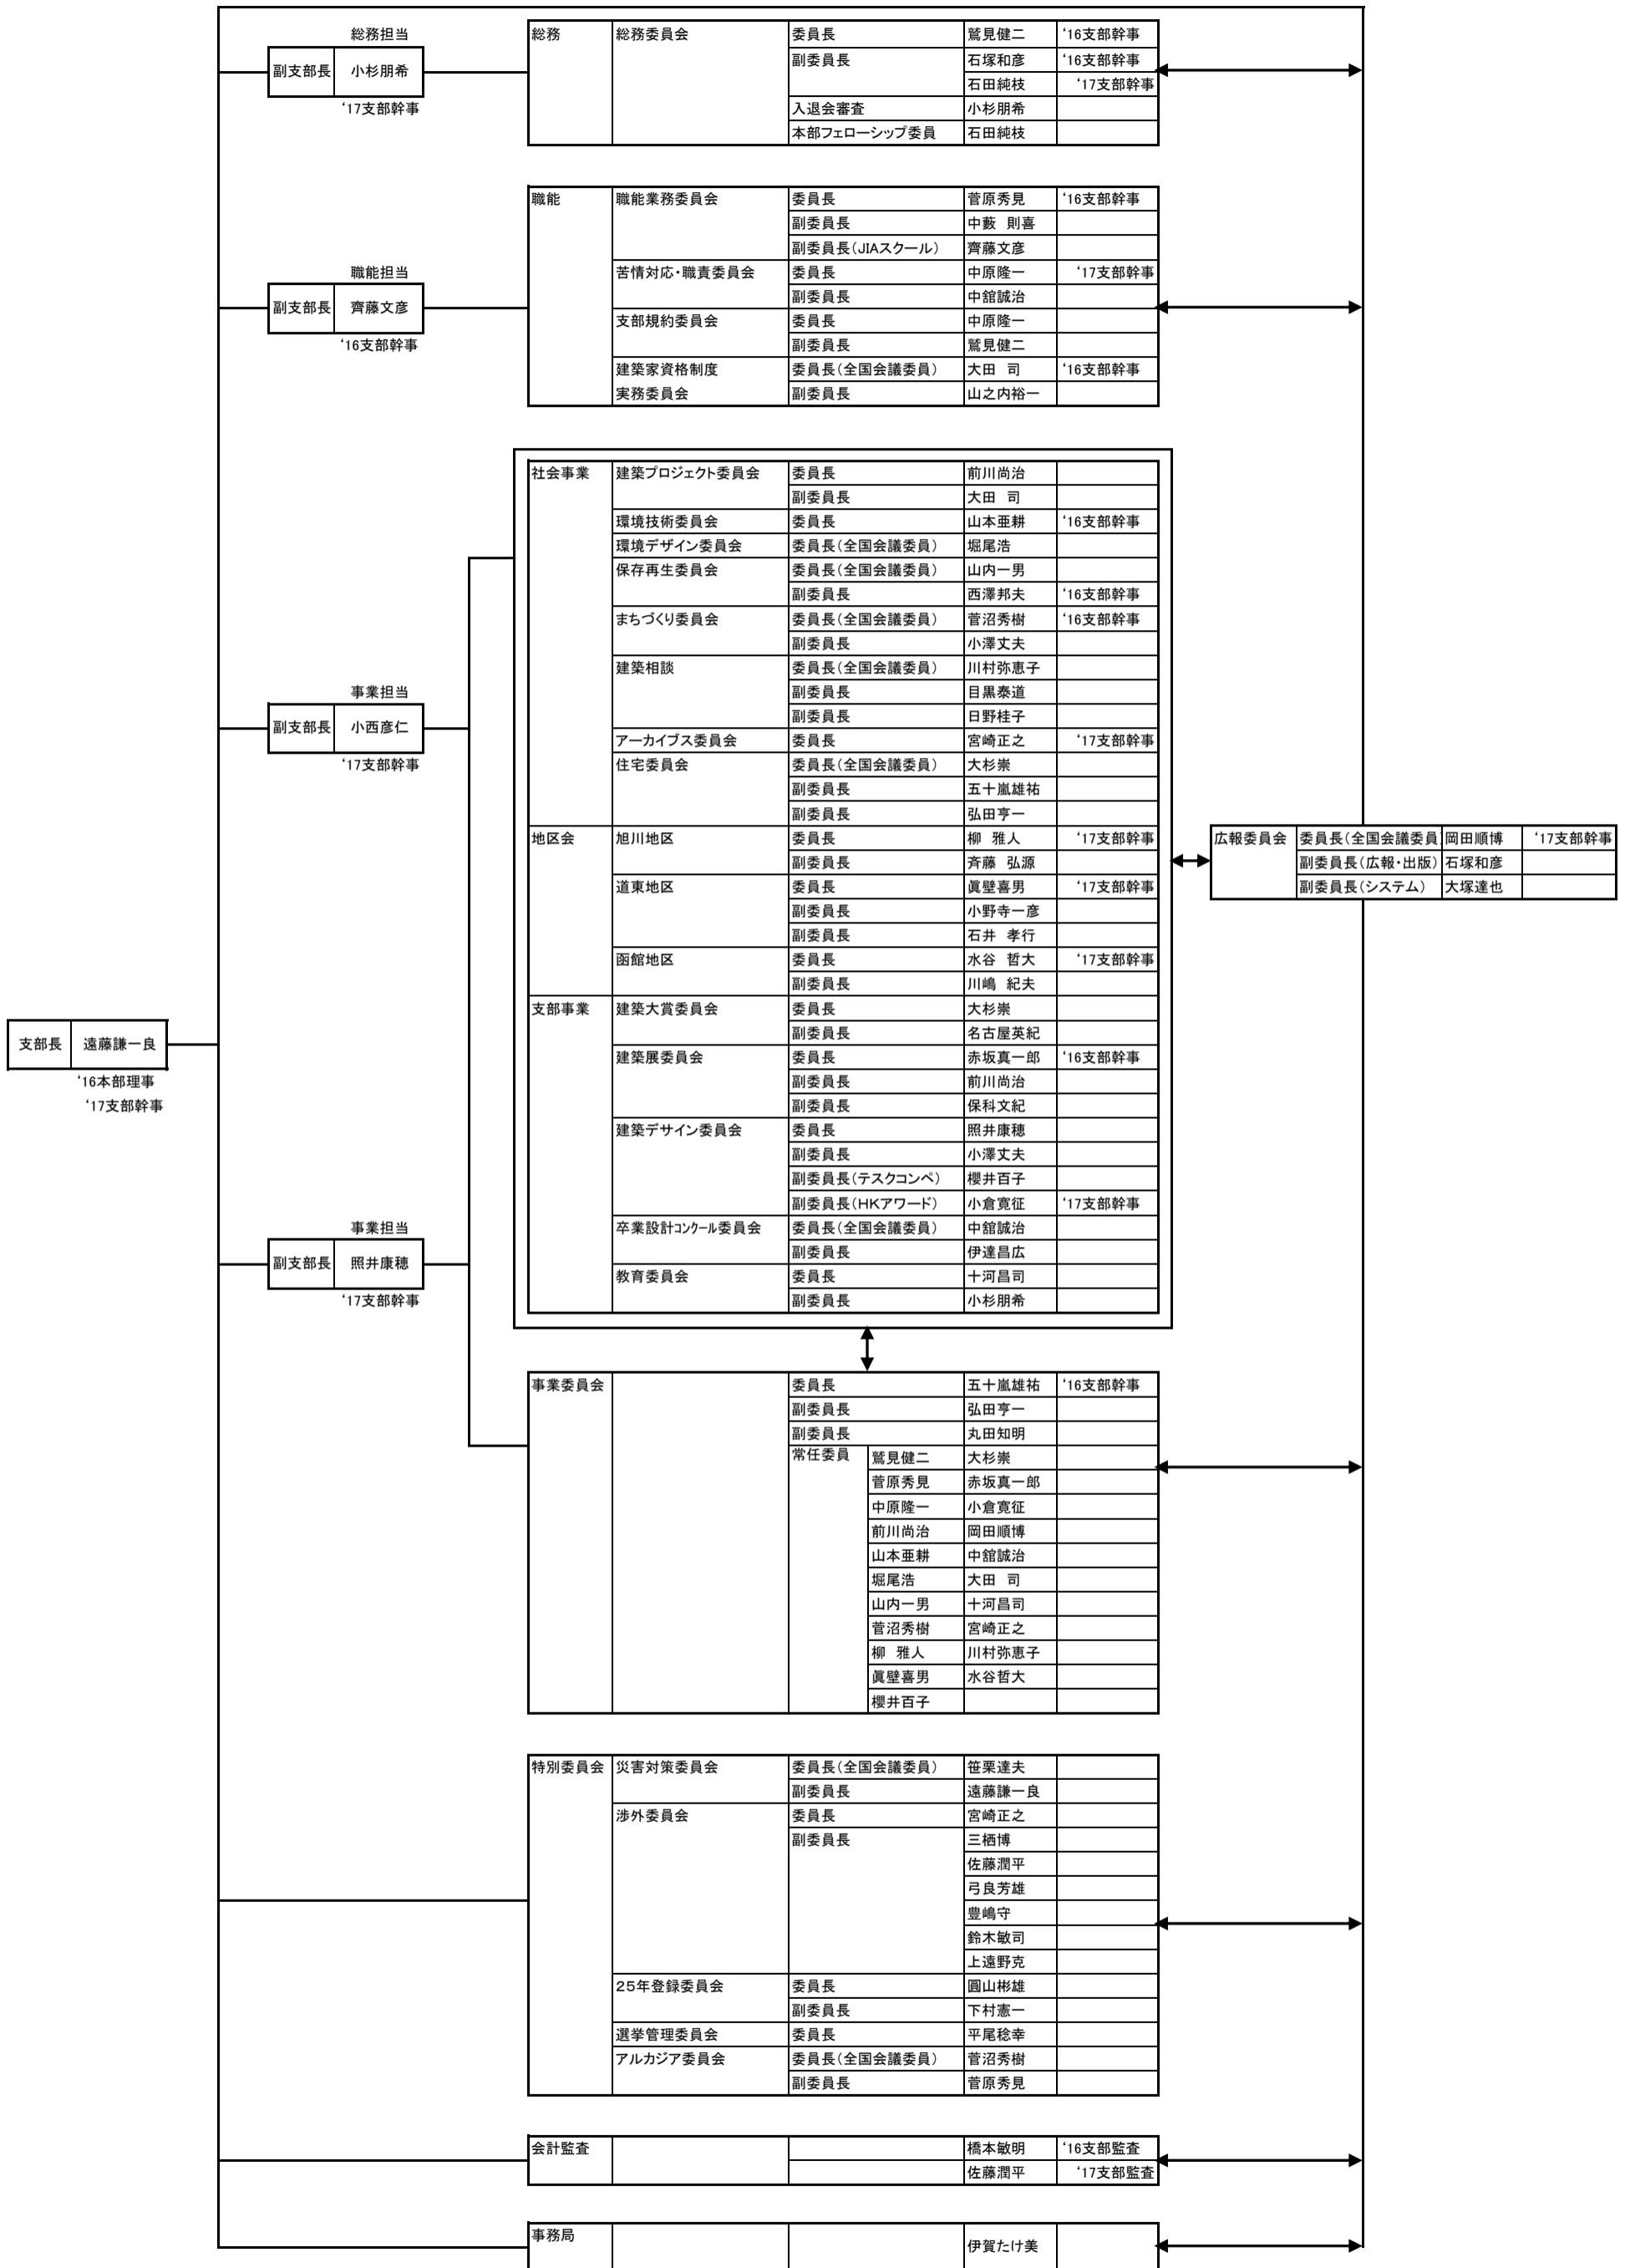 総務担当
副支部長 小杉朋希
‘17支部幹事
総務 総務委員会 委員長 鷲見健二 ‘16支部幹事
副委員長 石塚和彦 ‘16支部幹事
石田純枝 ‘17支部幹事
入退会審査 小杉朋希
本部フェローシップ委員 石田純枝
職能担当
副支部長 齊藤文彦
‘16支部幹事
職能 職能業務委員会 委員長 菅原秀見 ‘16支部幹事
副委員長 中藪 則喜
副委員長(JIAスクール) 齊藤文彦
苦情対応・職責委員会 委員長 中原隆一 ‘17支部幹事
副委員長 中舘誠治
支部規約委員会 委員長 中原隆一
副委員長 鷲見健二
建築家資格制度 委員長(全国会議委員) 大田 司 ‘16支部幹事
実務委員会 副委員長 山之内裕一
事業担当
副支部長 小西彦仁
‘17支部幹事
社会事業 建築プロジェクト委員会 委員長 前川尚治
副委員長 大田 司
環境技術委員会 委員長 山本亜耕 ‘16支部幹事
環境デザイン委員会 委員長(全国会議委員) 堀尾浩
保存再生委員会 委員長(全国会議委員) 山内一男
副委員長 西澤邦夫 ‘16支部幹事
まちづくり委員会 委員長(全国会議委員) 菅沼秀樹 ‘16支部幹事
副委員長 小澤丈夫
建築相談 委員長(全国会議委員) 川村弥恵子
副委員長 目黒泰道
副委員長 日野桂子
アーカイブス委員会 委員長 宮崎正之 ‘17支部幹事
住宅委員会 委員長(全国会議委員) 大杉崇
副委員長 五十嵐雄祐
副委員長 弘田亨一
地区会 旭川地区 委員長 柳 雅人 ‘17支部幹事
副委員長 斉藤 弘源
道東地区 委員長 眞壁喜男 ‘17支部幹事
副委員長 小野寺一彦
副委員長 石井 孝行
函館地区 委員長 水谷 哲大 ‘17支部幹事
副委員長 川嶋 紀夫
広報委員会 委員長(全国会議委員 岡田順博 ‘17支部幹事
副委員長(広報・出版) 石塚和彦
副委員長(システム) 大塚達也
支部長 遠藤謙一良
‘16本部理事
‘17支部幹事
支部事業 建築大賞委員会 委員長 大杉崇
副委員長 名古屋英紀
建築展委員会 委員長 赤坂真一郎 ‘16支部幹事
副委員長 前川尚治
副委員長 保科文紀
建築デサイン委員会 委員長 照井康穂
副委員長 小澤丈夫
副委員長(テスクコンペ) 櫻井百子
副委員長(HKアワード) 小倉寛征 ‘17支部幹事
卒業設計コンクール委員会 委員長(全国会議委員) 中舘誠治
副委員長 伊達昌広
教育委員会 委員長 十河昌司
副委員長 小杉朋希
事業担当
副支部長 照井康穂
‘17支部幹事
事業委員会 委員長 五十嵐雄祐 ‘16支部幹事
副委員長 弘田亨一
副委員長 丸田知明
常任委員 鷲見健二 大杉崇
菅原秀見 赤坂真一郎
中原隆一 小倉寛征
前川尚治 岡田順博
山本亜耕 中舘誠治
堀尾浩 大田 司
山内一男 十河昌司
菅沼秀樹 宮崎正之
柳 雅人 川村弥恵子
眞壁喜男 水谷哲大
櫻井百子
特別委員会 災害対策委員会 委員長(全国会議委員) 笹栗達夫
副委員長 遠藤謙一良
渉外委員会 委員長 宮崎正之
副委員長 三栖博
佐藤潤平
弓良芳雄
豊嶋守
鈴木敏司
上遠野克
25年登録委員会 委員長 圓山彬雄
副委員長 下村憲一
選挙管理委員会 委員長 平尾稔幸
アルカジア委員会 委員長(全国会議委員) 菅沼秀樹
副委員長 菅原秀見
会計監査 橋本敏明 ‘16支部監査
佐藤潤平 ‘17支部監査
事務局
伊賀たけ美